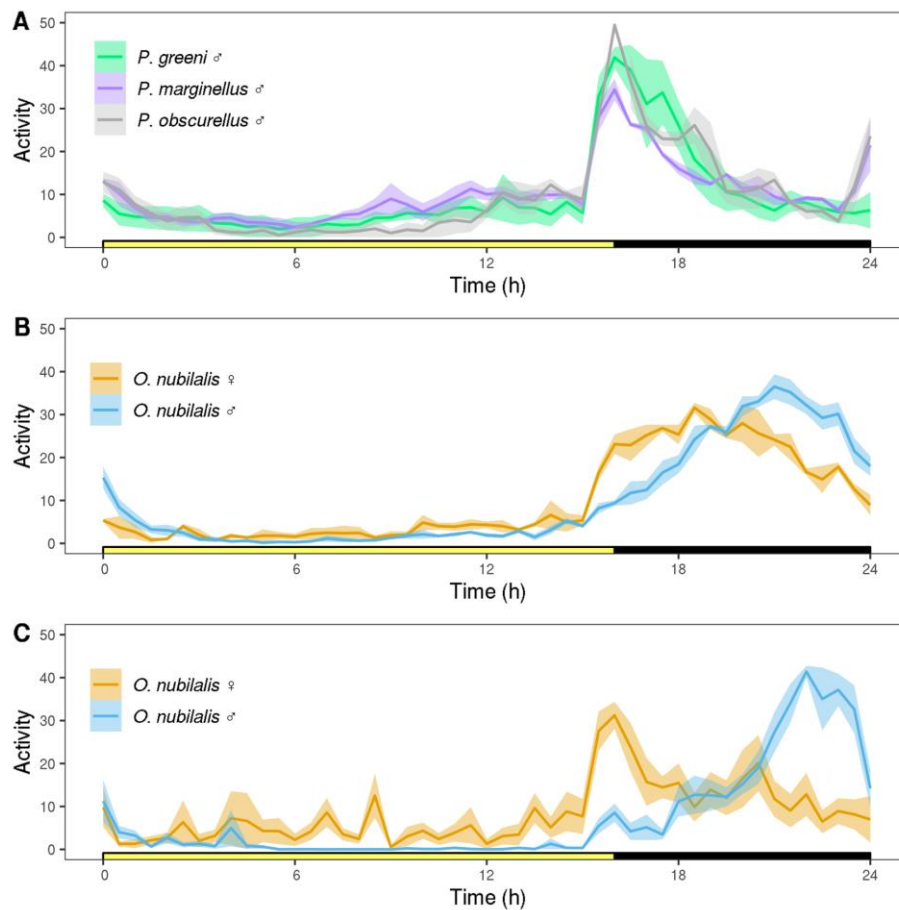 A
50
40
30
20
10
0
Activity
P. greeni ♂
P. marginellus ♂
P. obscurellus ♂
0 6 12 18 24
Time (h)
B
50
40
30
20
10
0
Activity
O. nubilalis ♀
O. nubilalis ♂
0 6 12 18 24
Time (h)
C
50
40
30
20
10
0
Activity
O. nubilalis ♀
O. nubilalis ♂
0 6 12 18 24
Time (h)